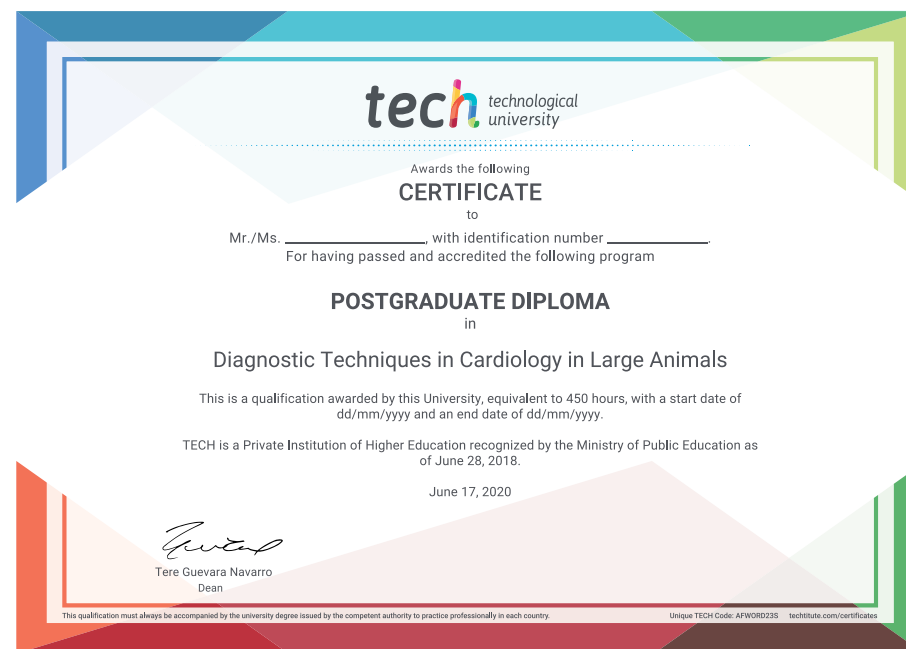 tech technological
university
Awards the following
CERTIFICATE
to
Mr./Ms. ____________________, with identification number ______________.
For having passed and accredited the following program
POSTGRADUATE DIPLOMA
in
Diagnostic Techniques in Cardiology in Large Animals
This is a qualification awarded by this University, equivalent to 450 hours, with a start date of
dd/mm/yyyy and an end date of dd/mm/yyyy.
TECH is a Private Institution of Higher Education recognized by the Ministry of Public Education as
of June 28, 2018.
June 17, 2020
Tere Guevara Navarro
Dean
This qualification must always be accompanied by the university degree issued by the competent authority to practice professionally in each country.
Unique TECH Code: AFWORD23S techtitute.com/certificates